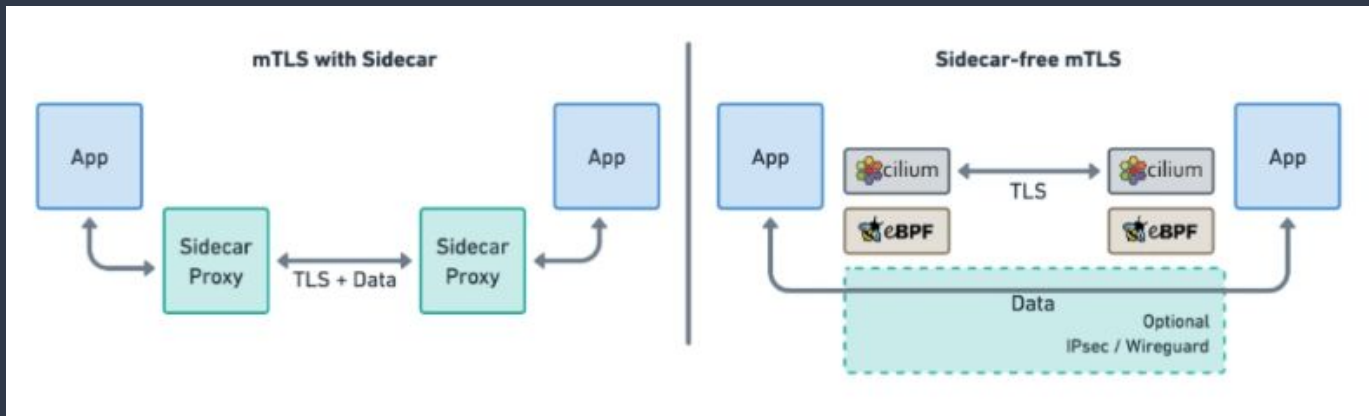 mTLS with Sidecar
App
App
Sidecar
Proxy
TLS + Data
Sidecar
Proxy
Sidecar-free mTLS
App
cilium
TLS
cilium
App
eBPF
eBPF
Data
Optional
IPsec / Wireguard